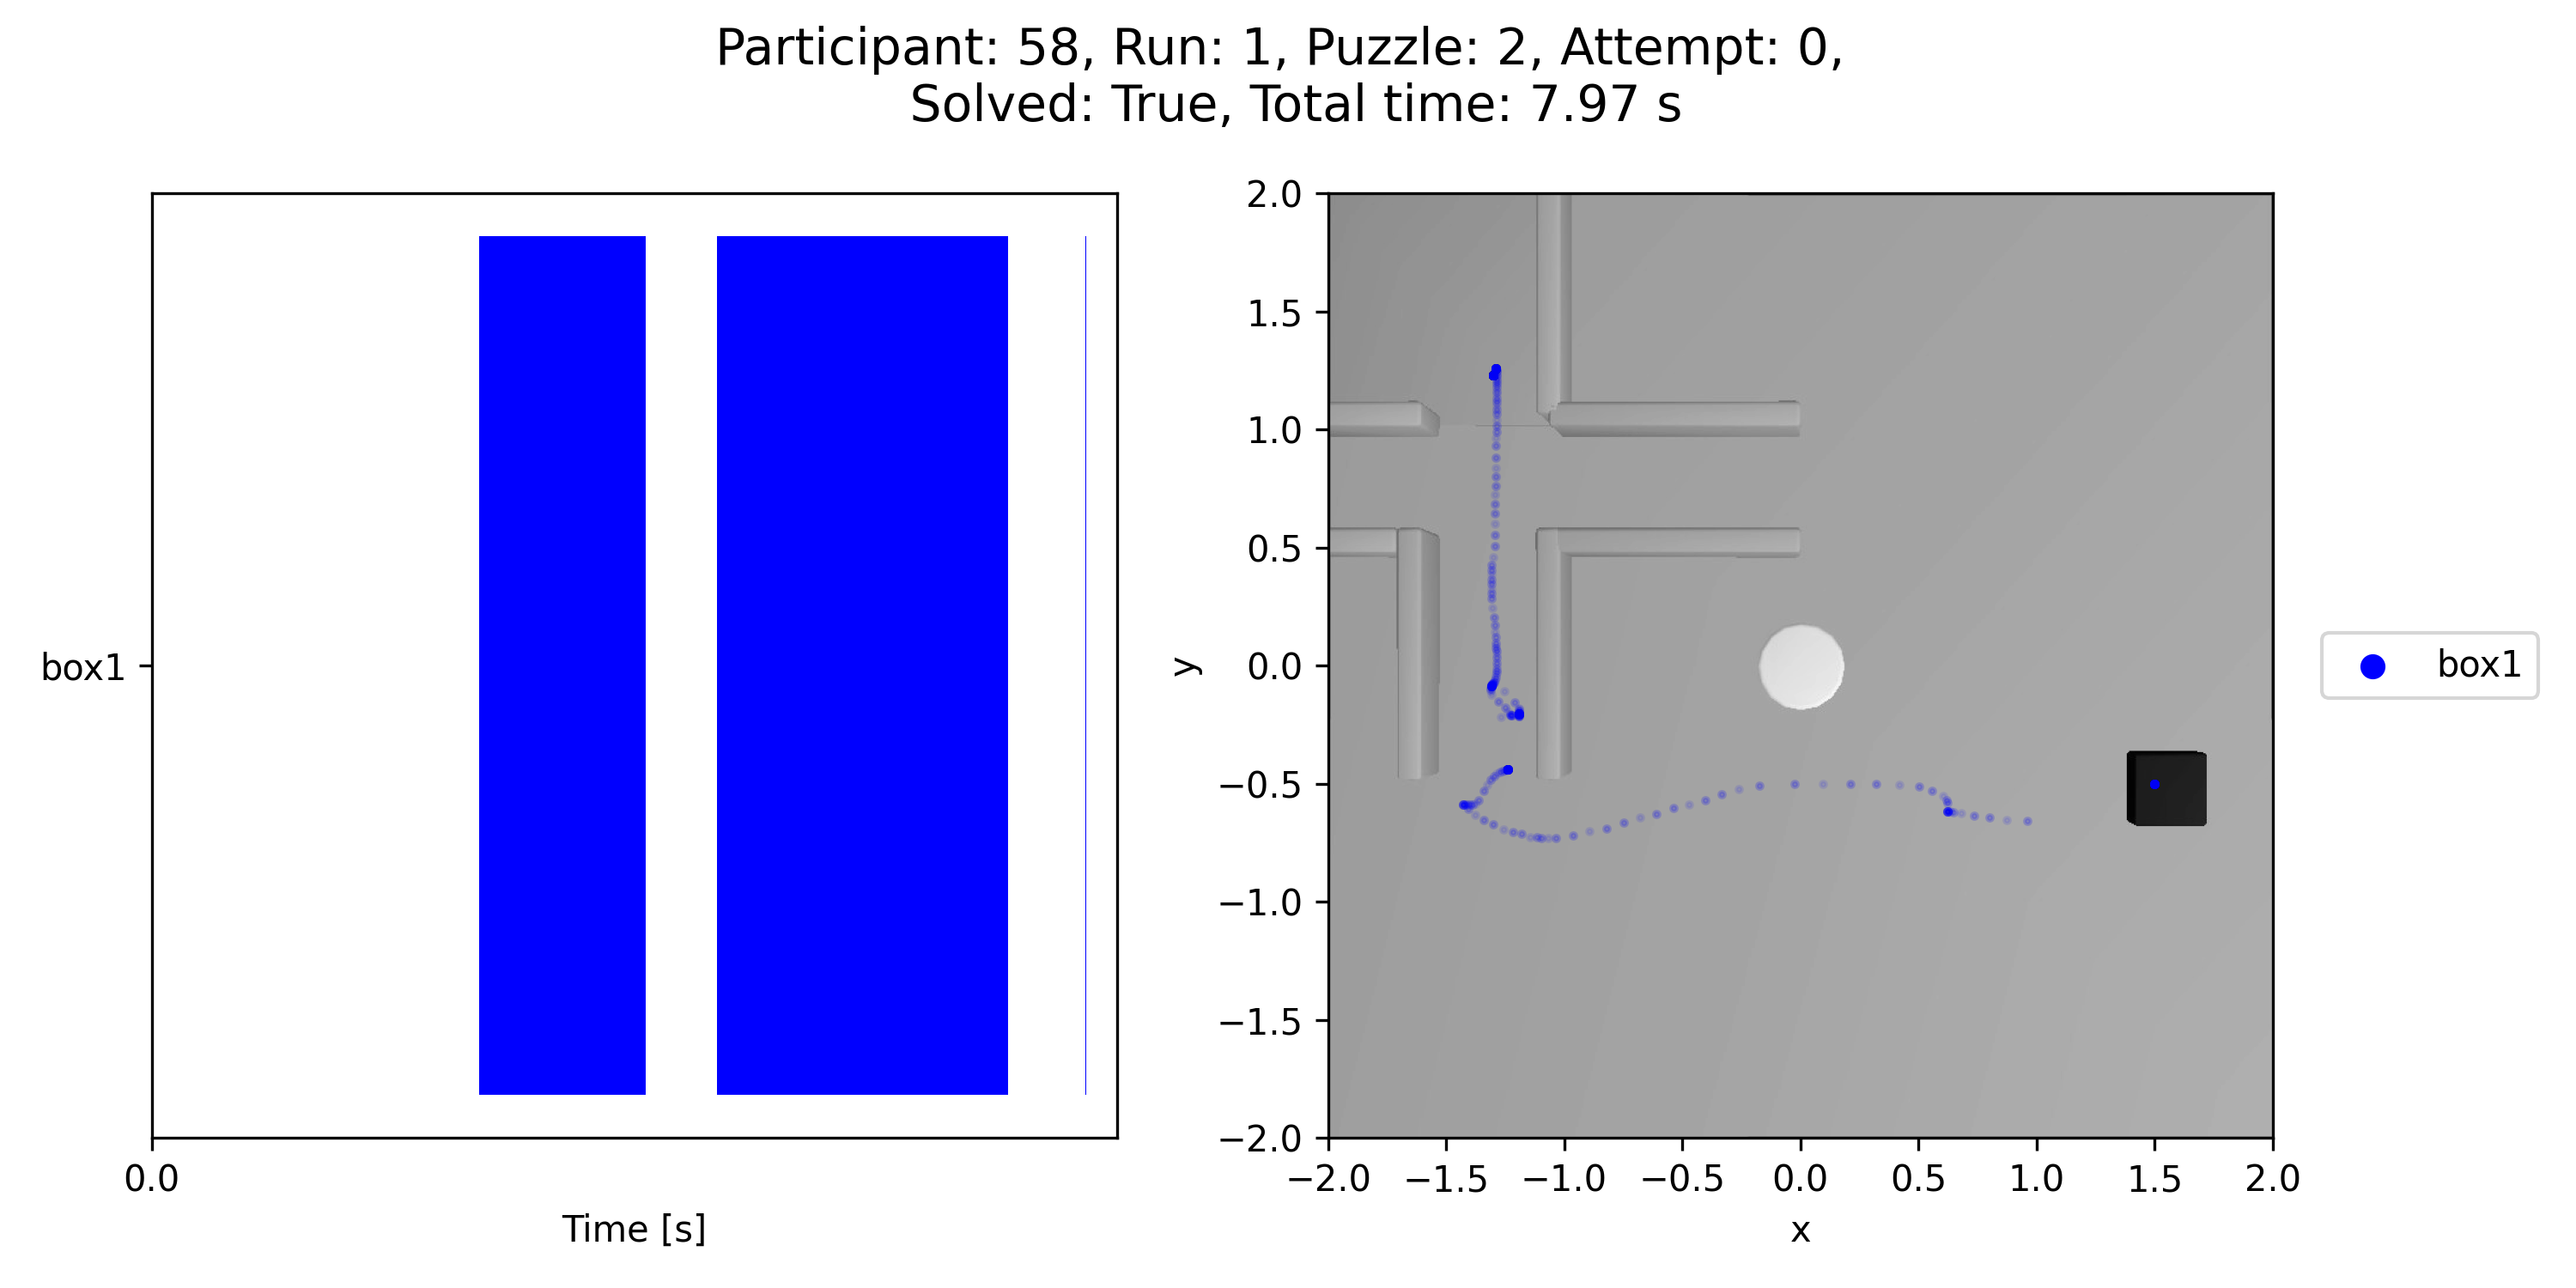 Participant: 58, Run: 1, Puzzle: 2, Attempt: 0,
Solved: True, Total time: 7.97 s
box1
0.0
Time [s]
2.0
1.5
1.0
0.5
0.0
−0.5
−1.0
−1.5
−2.0
y
−2.0 −1.5 −1.0 −0.5 0.0 0.5 1.0 1.5 2.0
x
box1